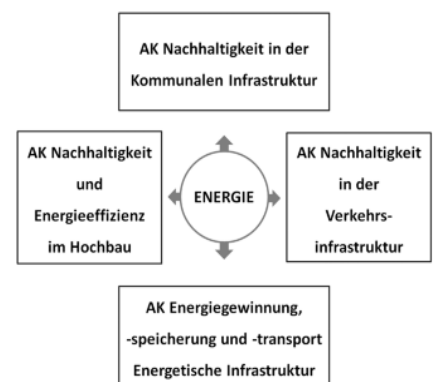 AK Nachhaltigkeit in der
Kommunalen Infrastruktur
AK Nachhaltigkeit
und
Energieeffizienz
im Hochbau
ENERGIE
AK Nachhaltigkeit
in der
Verkehrs-
infrastruktur
AK Energiegewinnung,
-speicherung und -transport
Energetische Infrastruktur